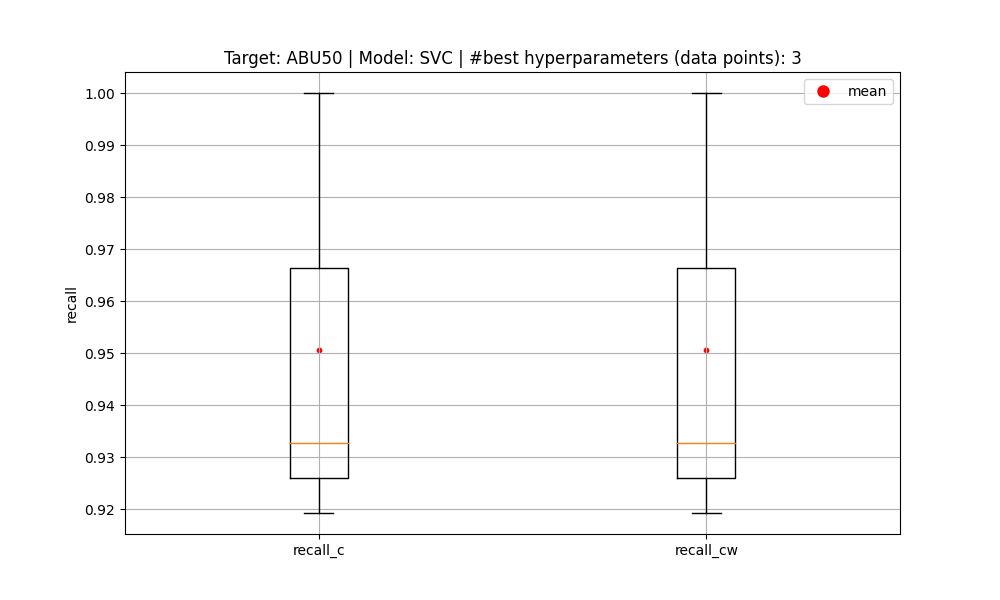 Target: ABU50 | Model: SVC | #best hyperparameters (data points): 3
mean
1.00
0.99
0.98
0.97
0.96
0.95
0.94
0.93
0.92
recall
recall_c
recall_cw